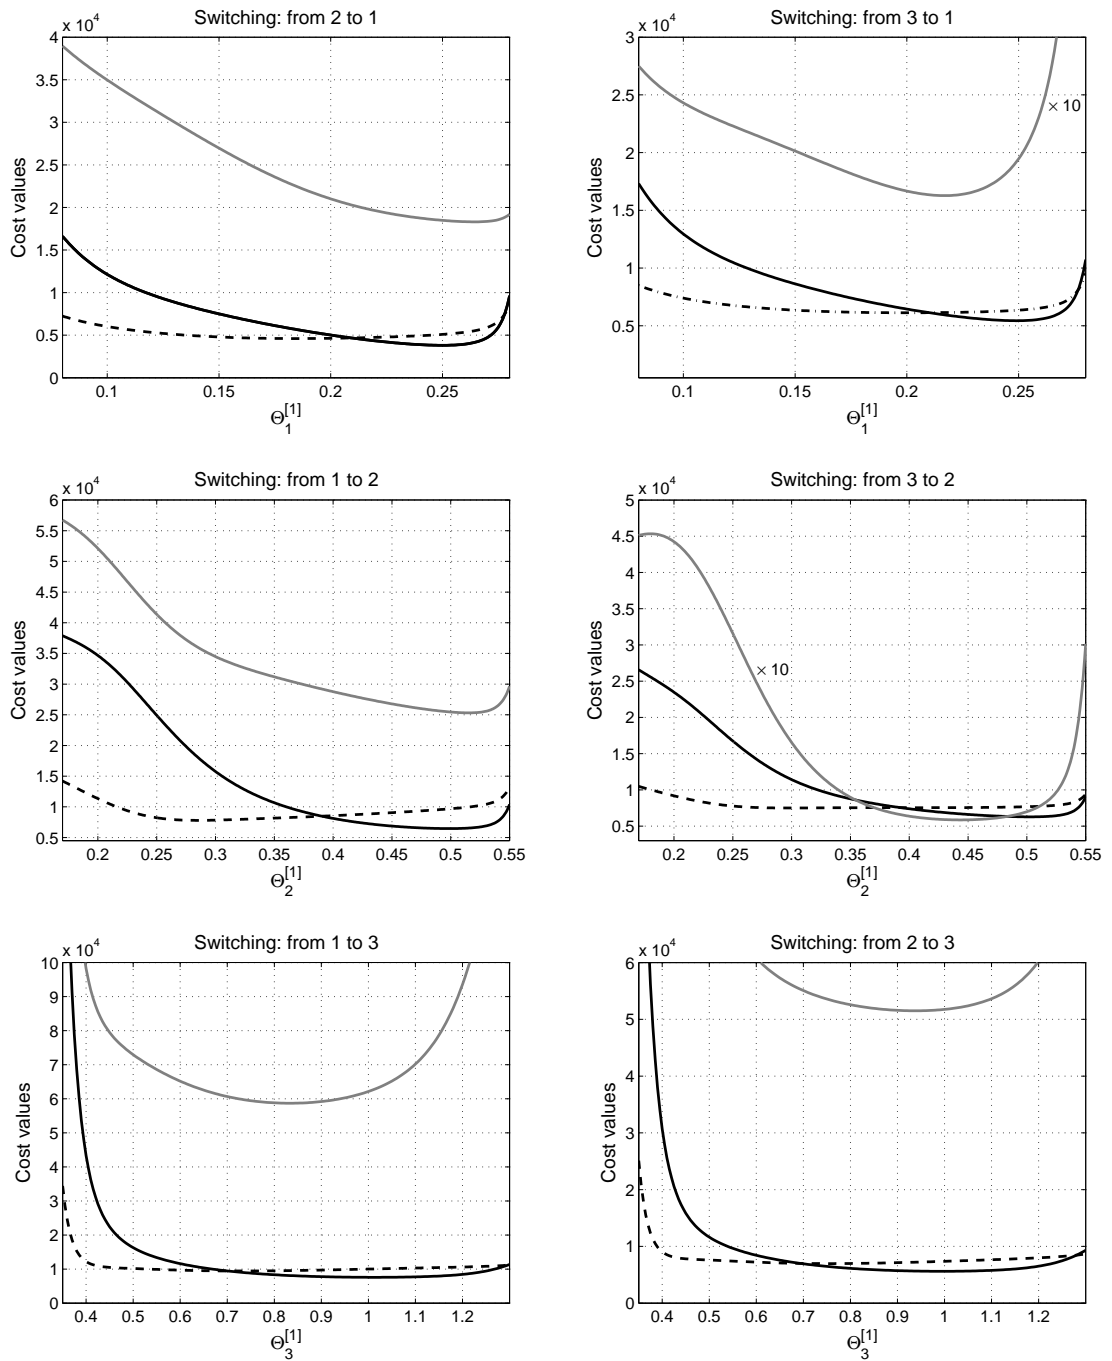 Switching: from 2 to 1
x 10^4
4
3.5
3
2.5
2
1.5
1
0.5
0
Cost values
0.1 0.15 0.2 0.25
Θ_1^[1]
Switching: from 3 to 1
x 10^4
3
2.5
2
1.5
1
0.5
Cost values
× 10
0.1 0.15 0.2 0.25
Θ_1^[1]
Switching: from 1 to 2
x 10^4
6
5.5
5
4.5
4
3.5
3
2.5
2
1.5
1
0.5
Cost values
0.2 0.25 0.3 0.35 0.4 0.45 0.5 0.55
Θ_2^[1]
Switching: from 3 to 2
x 10^4
5
4.5
4
3.5
3
2.5
2
1.5
1
0.5
Cost values
× 10
0.2 0.25 0.3 0.35 0.4 0.45 0.5 0.55
Θ_2^[1]
Switching: from 1 to 3
x 10^4
10
9
8
7
6
5
4
3
2
1
0
Cost values
0.4 0.5 0.6 0.7 0.8 0.9 1 1.1 1.2
Θ_3^[1]
Switching: from 2 to 3
x 10^4
6
5
4
3
2
1
0
Cost values
0.4 0.5 0.6 0.7 0.8 0.9 1 1.1 1.2
Θ_3^[1]